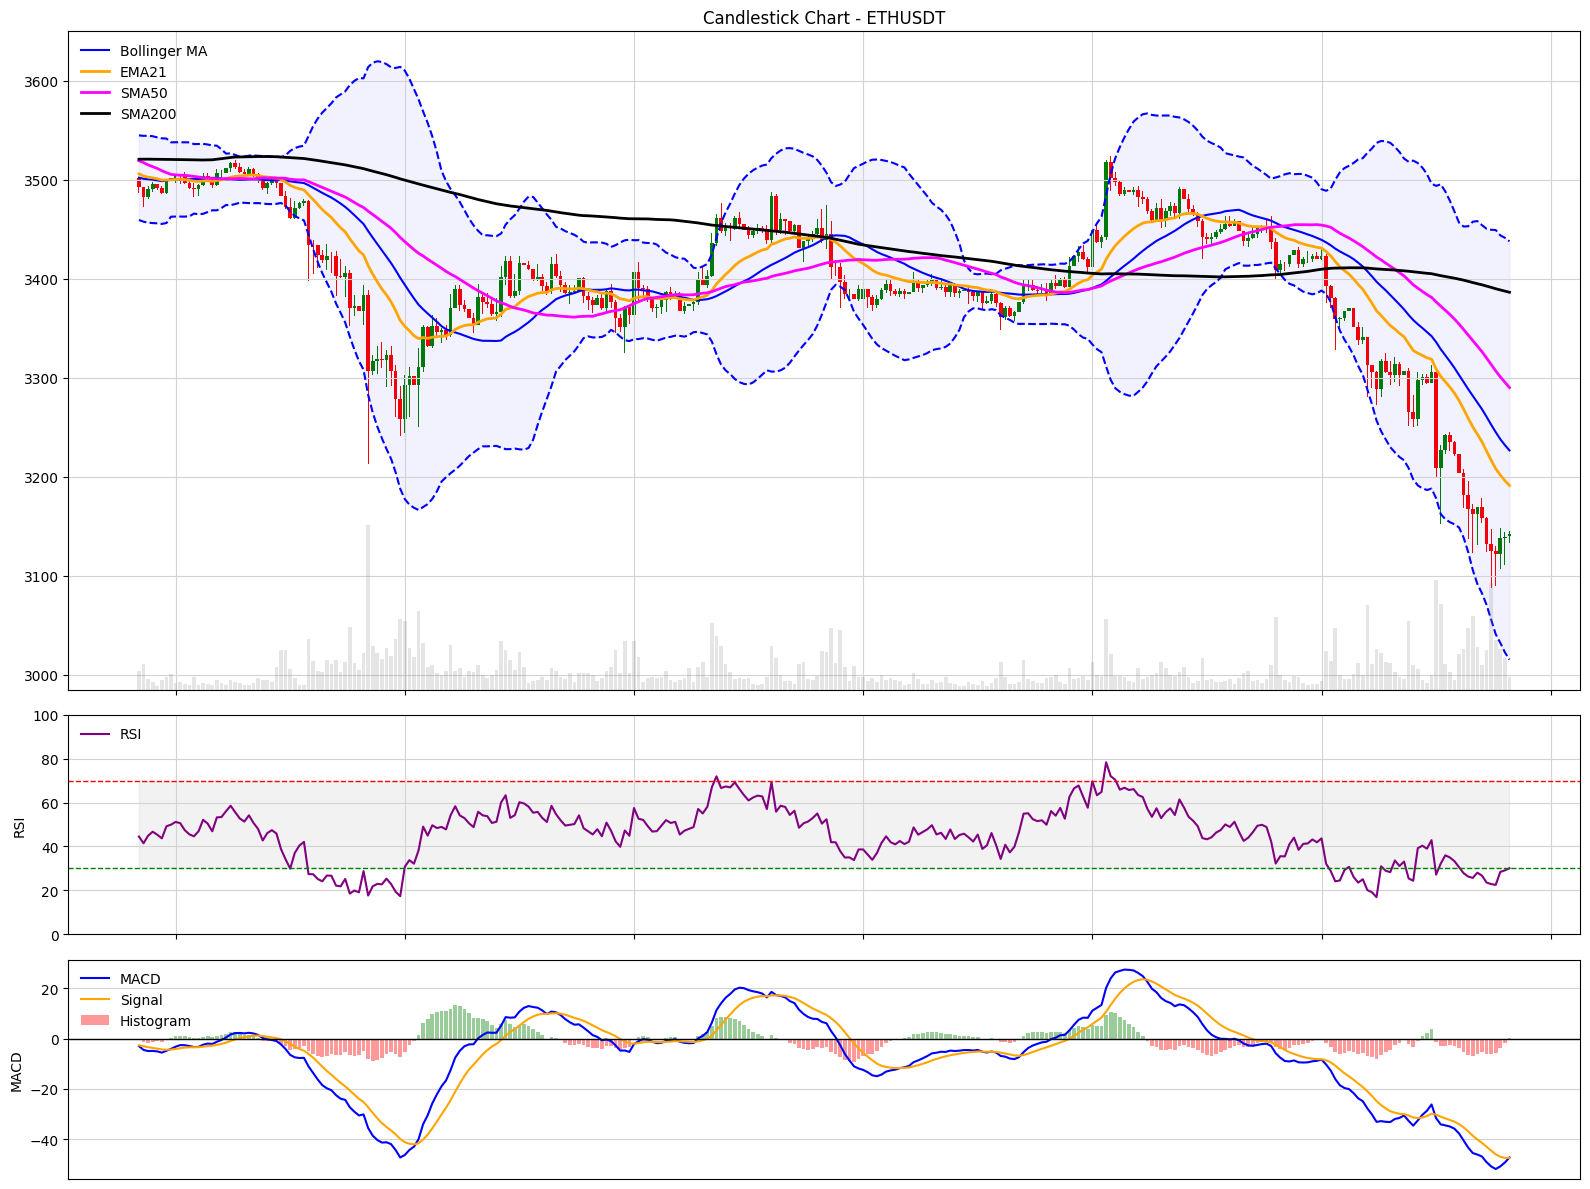 Candlestick Chart - ETHUSDT
Bollinger MA
EMA21
SMA50
SMA200
3600
3500
3400
3300
3200
3100
3000
RSI
RSI
100
80
60
40
20
0
MACD
Signal
Histogram
MACD
20
0
−20
−40